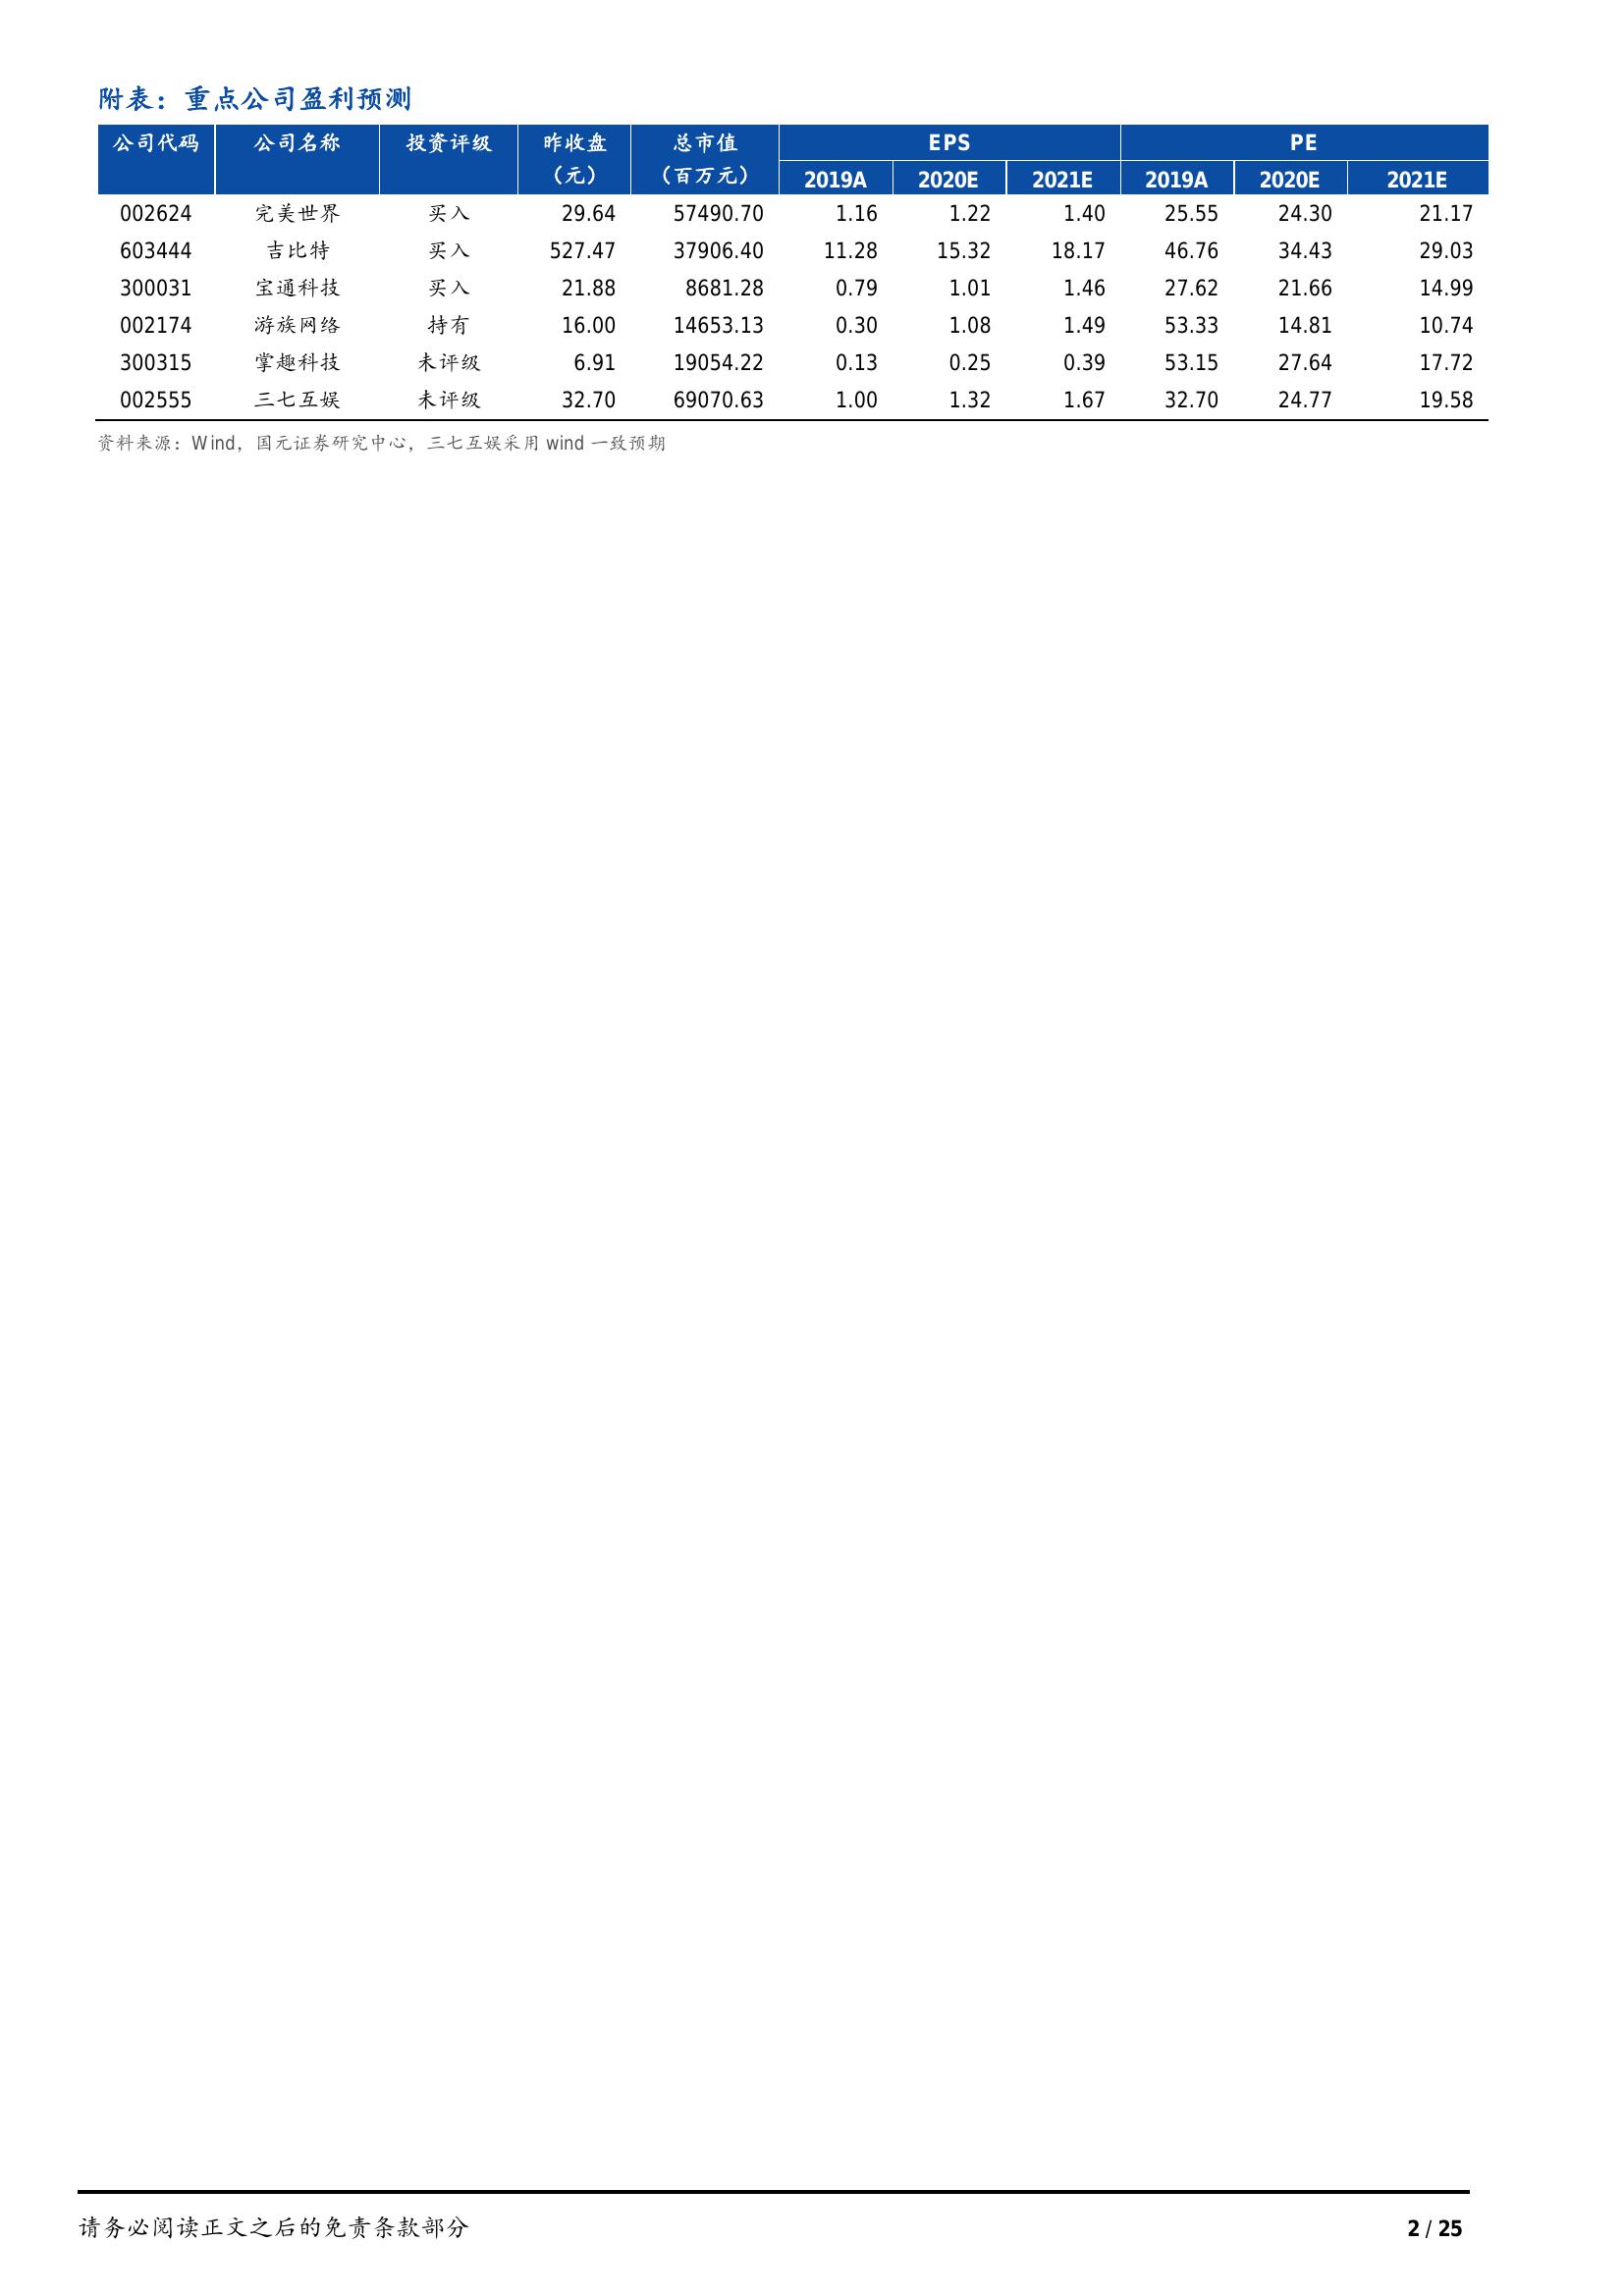 附表：重点公司盈利预测
公司代码 公司名称 投资评级 昨收盘 总市值 EPS PE
（元） （百万元） 2019A 2020E 2021E 2019A 2020E 2021E
002624 完美世界 买入 29.64 57490.70 1.16 1.22 1.40 25.55 24.30 21.17
603444 吉比特 买入 527.47 37906.40 11.28 15.32 18.17 46.76 34.43 29.03
300031 宝通科技 买入 21.88 8681.28 0.79 1.01 1.46 27.62 21.66 14.99
002174 游族网络 持有 16.00 14653.13 0.30 1.08 1.49 53.33 14.81 10.74
300315 掌趣科技 未评级 6.91 19054.22 0.13 0.25 0.39 53.15 27.64 17.72
002555 三七互娱 未评级 32.70 69070.63 1.00 1.32 1.67 32.70 24.77 19.58
资料来源：Wind，国元证券研究中心，三七互娱采用 wind 一致预期
请务必阅读正文之后的免责条款部分 2 / 25